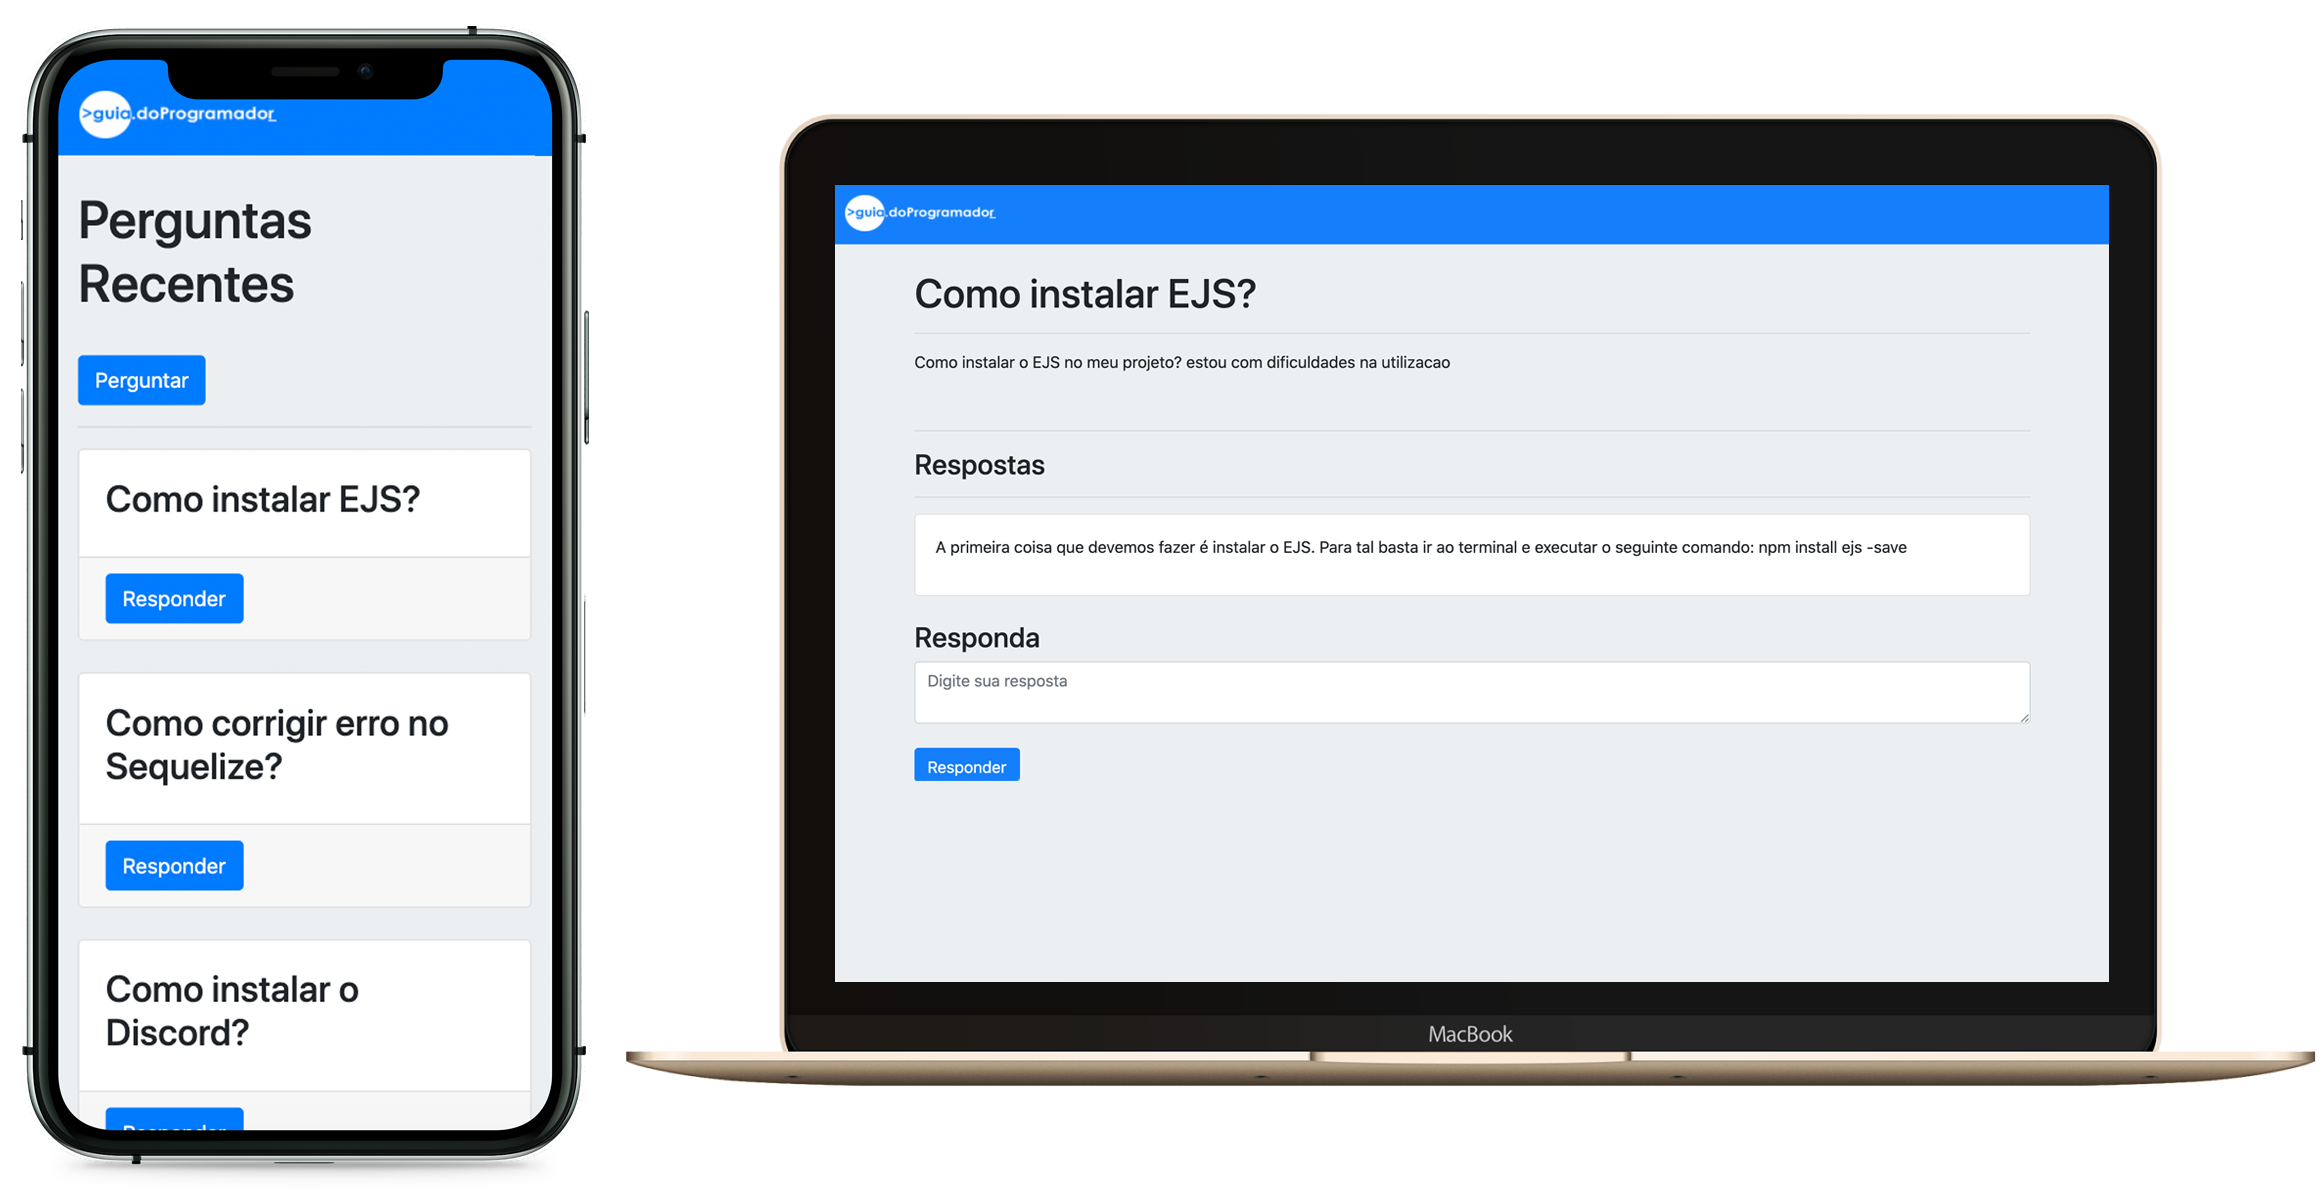 >guia.doProgramador_
Perguntas
Recentes
Perguntar
Como instalar EJS?
Responder
Como corrigir erro no
Sequelize?
Responder
Como instalar o
Discord?
Responder
>guia.doProgramador_
Como instalar EJS?
Como instalar o EJS no meu projeto? estou com dificuldades na utilizacao
Respostas
A primeira coisa que devemos fazer é instalar o EJS. Para tal basta ir ao terminal e executar o seguinte comando: npm install ejs -save
Responda
Digite sua resposta
Responder
MacBook